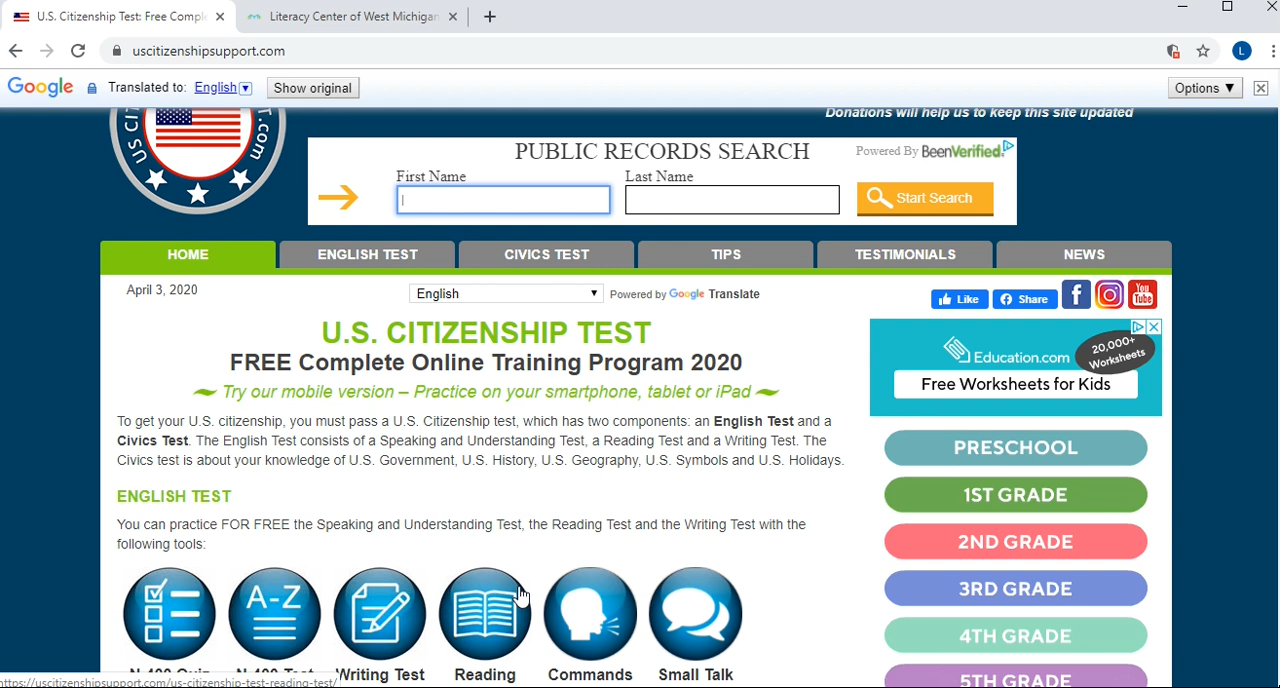 U.S. Citizenship Test: Free Compl
Literacy Center of West Michigan
uscitizenshipsupport.com
L
Google Translated to: English Show original
Options ▼
US CIT T.com
Donations will help us to keep this site updated
PUBLIC RECORDS SEARCH
Powered By BeenVerified
First Name
Last Name
Start Search
HOME
ENGLISH TEST
CIVICS TEST
TIPS
TESTIMONIALS
NEWS
April 3, 2020
English
Powered by Google Translate
Like
Share
You Tube
U.S. CITIZENSHIP TEST
FREE Complete Online Training Program 2020
Try our mobile version – Practice on your smartphone, tablet or iPad
To get your U.S. citizenship, you must pass a U.S. Citizenship test, which has two components: an English Test and a
Civics Test. The English Test consists of a Speaking and Understanding Test, a Reading Test and a Writing Test. The
Civics test is about your knowledge of U.S. Government, U.S. History, U.S. Geography, U.S. Symbols and U.S. Holidays.
ENGLISH TEST
You can practice FOR FREE the Speaking and Understanding Test, the Reading Test and the Writing Test with the
following tools:
A-Z
N-400 Quiz
N-400 Test
Writing Test
Reading
Commands
Small Talk
Education.com
20,000+
Worksheets
Free Worksheets for Kids
PRESCHOOL
1ST GRADE
2ND GRADE
3RD GRADE
4TH GRADE
5TH GRADE
https://uscitizenshipsupport.com/us-citizenship-test-reading-test/